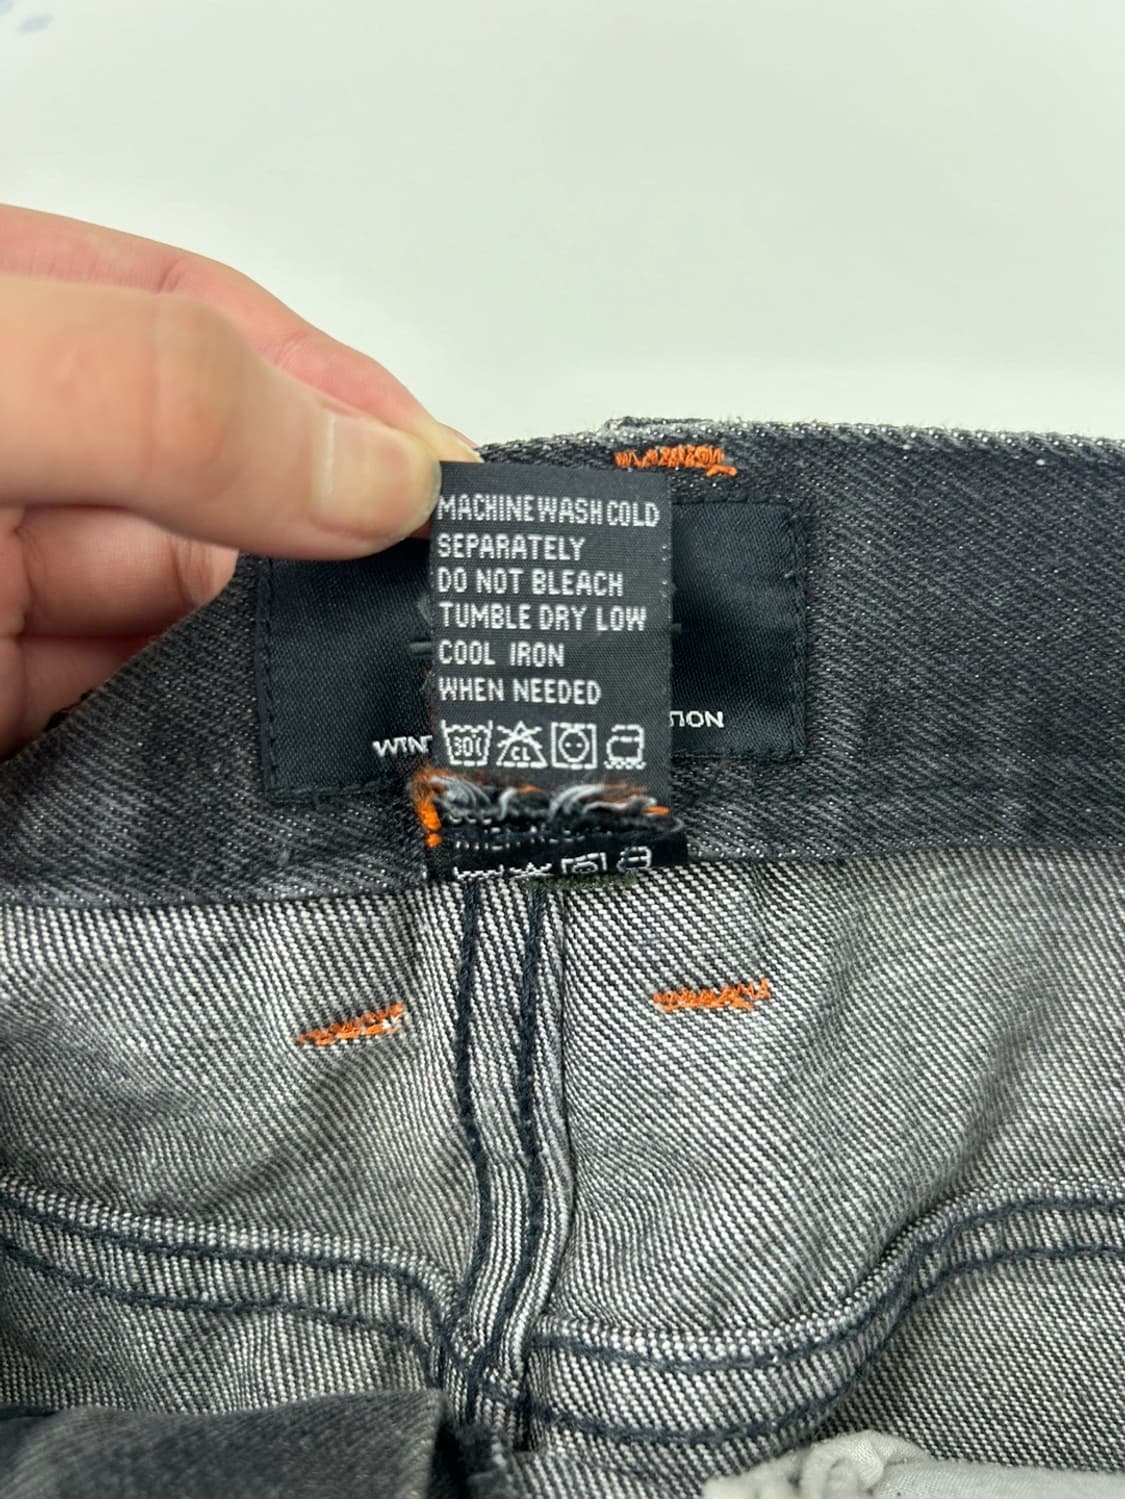 MACHINE WASH COLD
SEPARATELY
DO NOT BLEACH
TUMBLE DRY LOW
COOL IRON
WHEN NEEDED
30 CL